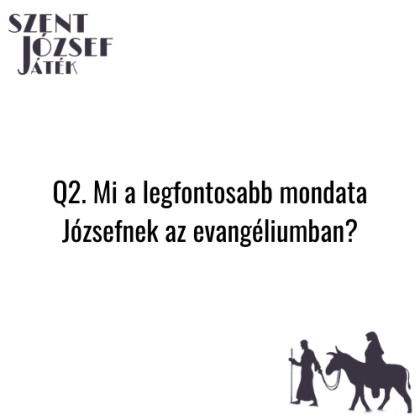 SZENT
JÓZSEF
JÁTÉK
Q2. Mi a legfontosabb mondata
Józsefnek az evangéliumban?